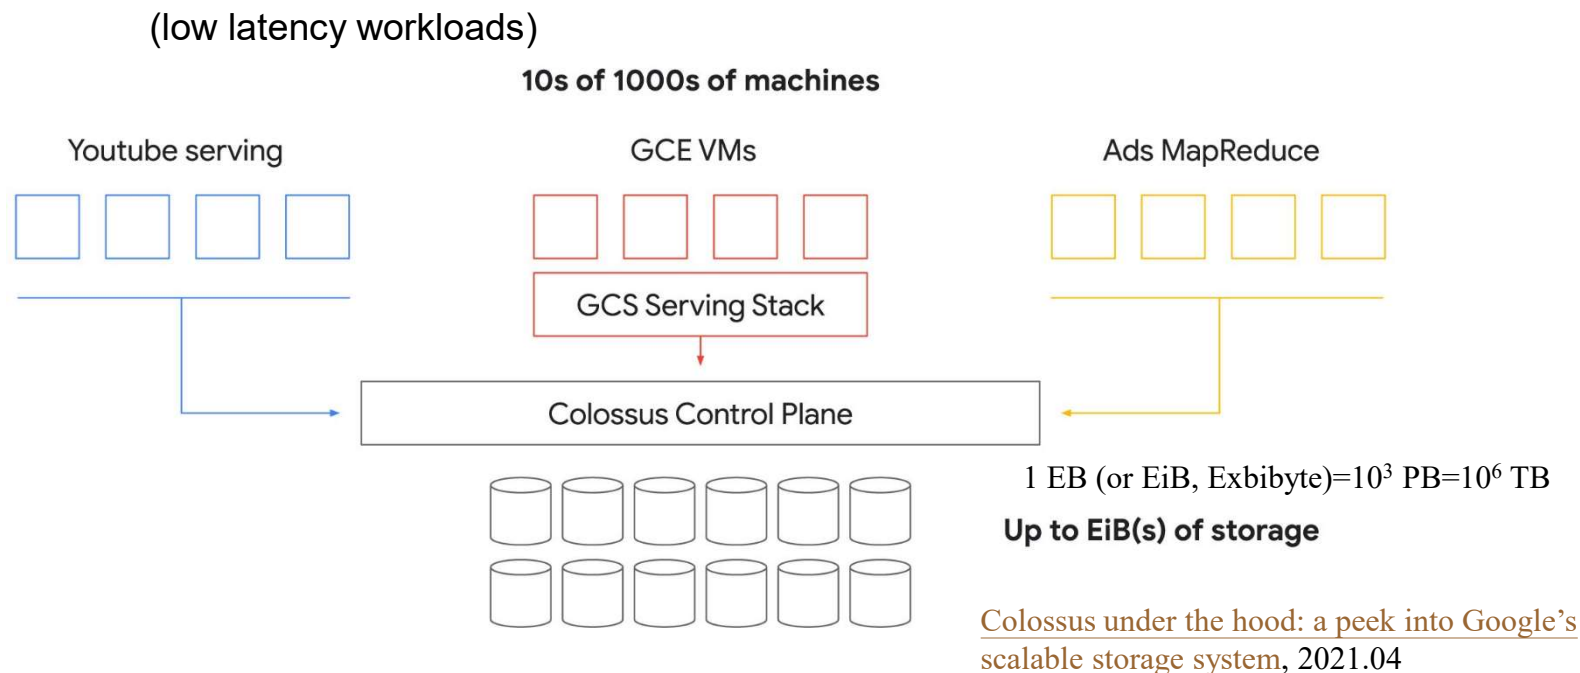 (low latency workloads)
10s of 1000s of machines
Youtube serving
GCE VMs
Ads MapReduce
GCS Serving Stack
Colossus Control Plane
1 EB (or EiB, Exbibyte)=10³ PB=10⁶ TB
Up to EiB(s) of storage
Colossus under the hood: a peek into Google’s
scalable storage system, 2021.04